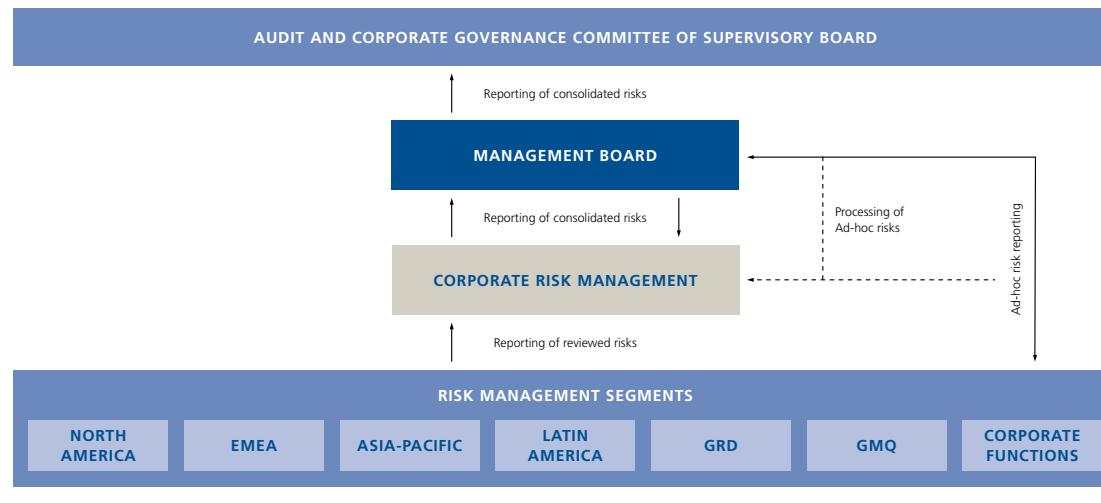 AUDIT AND CORPORATE GOVERNANCE COMMITTEE OF SUPERVISORY BOARD
Reporting of consolidated risks
MANAGEMENT BOARD
Reporting of consolidated risks
Processing of
Ad-hoc risks
Ad-hoc risk reporting
CORPORATE RISK MANAGEMENT
Reporting of reviewed risks
RISK MANAGEMENT SEGMENTS
NORTH
AMERICA
EMEA
ASIA-PACIFIC
LATIN
AMERICA
GRD
GMQ
CORPORATE
FUNCTIONS